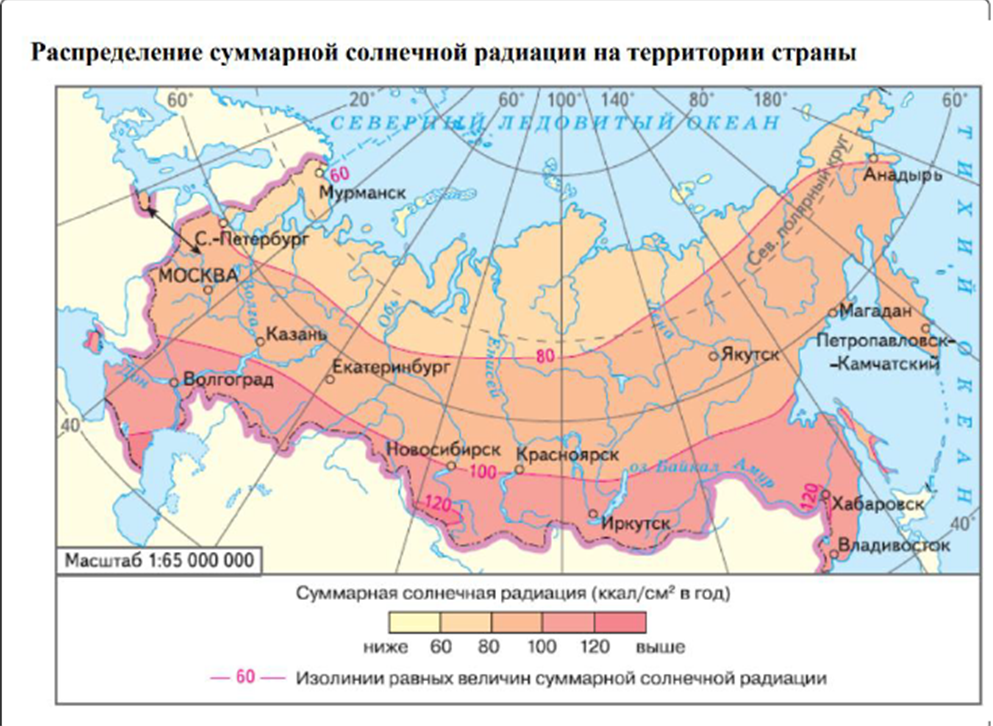 Распределение суммарной солнечной радиации на территории страны
60° 20° 60° 100° 140° 80° 180° 60°
СЕВЕРНЫЙ ЛЕДОВИТЫЙ ОКЕАН
ТИХИЙ ОКЕАН
Сев. полярный круг
60
Мурманск
Анадырь
С.-Петербург
МОСКВА
Волга
Обь
Енисей
Лена
Магадан
Казань
80
Якутск
Петропавловск-
-Камчатский
Екатеринбург
Дон
Волгоград
40
Новосибирск
Красноярск
100
оз. Байкал
Амур
120
120
Хабаровск
Иркутск
40°
Владивосток
Масштаб 1:65 000 000
Суммарная солнечная радиация (ккал/см² в год)
ниже 60 80 100 120 выше
— 60 — Изолинии равных величин суммарной солнечной радиации